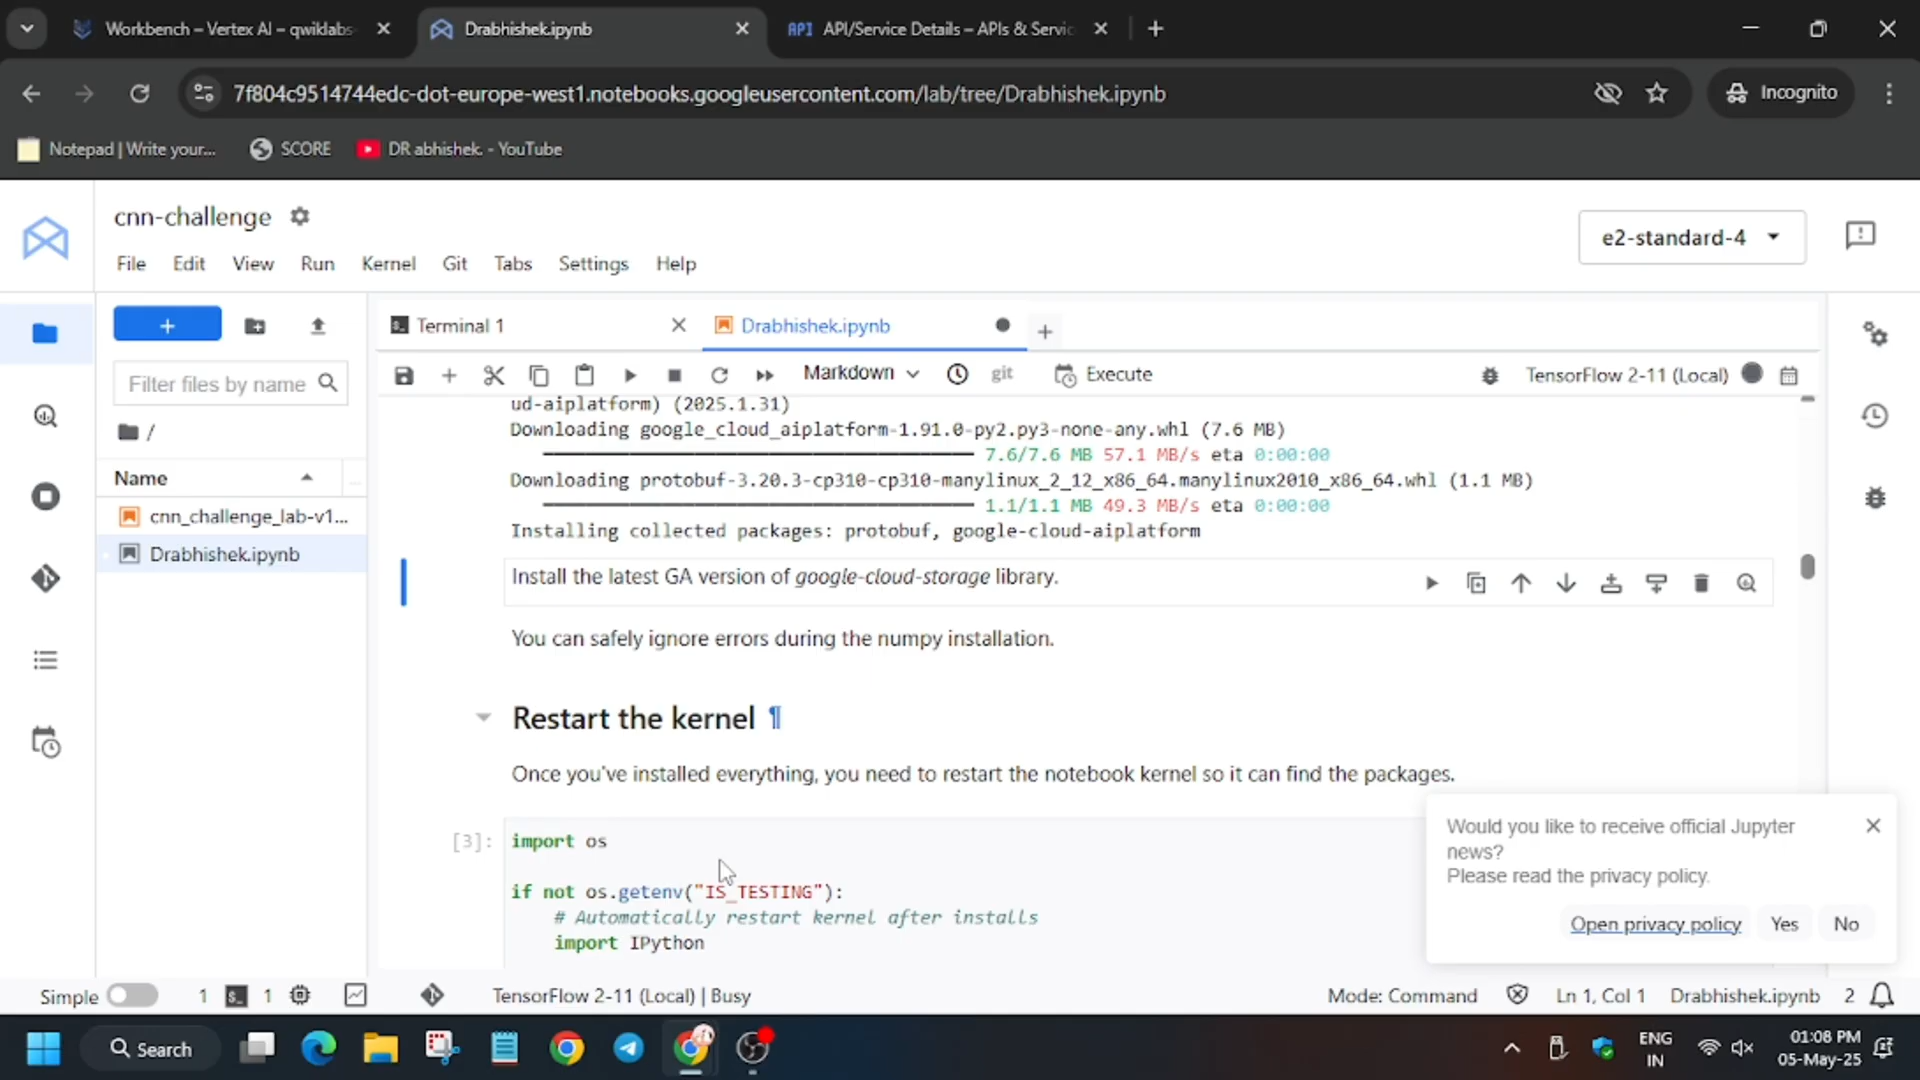 Workbench – Vertex AI – qwiklabs-
Drabhishek.ipynb
API API/Service Details – APIs & Servic
7f804c9514744edc-dot-europe-west1.notebooks.googleusercontent.com/lab/tree/Drabhishek.ipynb
Incognito
Notepad | Write your...
SCORE
DR abhishek. - YouTube
cnn-challenge
e2-standard-4
File Edit View Run Kernel Git Tabs Settings Help
Terminal 1
Drabhishek.ipynb
Filter files by name
Markdown
git
Execute
TensorFlow 2-11 (Local)
/
Name
cnn_challenge_lab-v1...
Drabhishek.ipynb
ud-aiplatform) (2025.1.31)
Downloading google_cloud_aiplatform-1.91.0-py2.py3-none-any.whl (7.6 MB)
7.6/7.6 MB 57.1 MB/s eta 0:00:00
Downloading protobuf-3.20.3-cp310-cp310-manylinux_2_12_x86_64.manylinux2010_x86_64.whl (1.1 MB)
1.1/1.1 MB 49.3 MB/s eta 0:00:00
Installing collected packages: protobuf, google-cloud-aiplatform
Install the latest GA version of google-cloud-storage library.
You can safely ignore errors during the numpy installation.
Restart the kernel ¶
Once you've installed everything, you need to restart the notebook kernel so it can find the packages.
[3]: import os
if not os.getenv("IS_TESTING"):
# Automatically restart kernel after installs
import IPython
Would you like to receive official Jupyter
news?
Please read the privacy policy.
Open privacy policy Yes No
Simple 1 1 TensorFlow 2-11 (Local) | Busy Mode: Command Ln 1, Col 1 Drabhishek.ipynb 2
Search
ENG
IN
01:08 PM
05-May-25